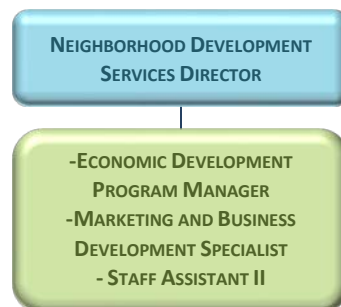 NEIGHBORHOOD DEVELOPMENT
SERVICES DIRECTOR
-ECONOMIC DEVELOPMENT
PROGRAM MANAGER
-MARKETING AND BUSINESS
DEVELOPMENT SPECIALIST
- STAFF ASSISTANT II